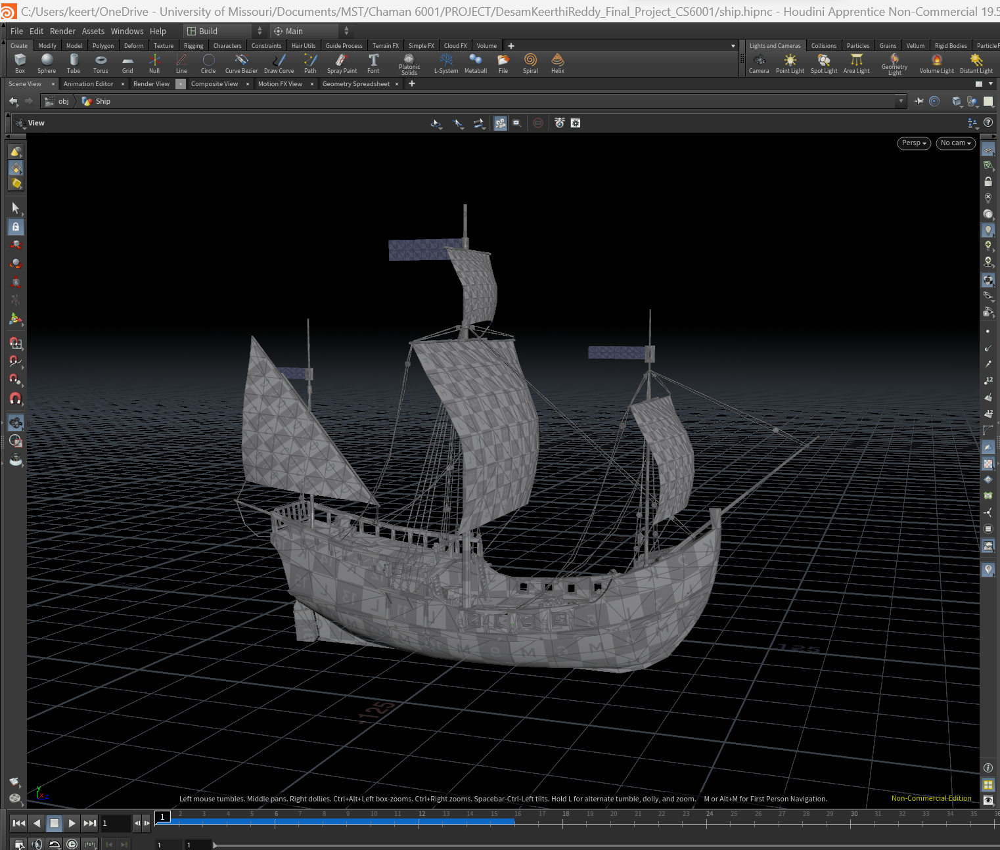 C:/Users/keert/OneDrive - University of Missouri/Documents/MST/Chaman 6001/PROJECT/DesamKeerthiReddy_Final_Project_CS6001/ship.hipnc - Houdini Apprentice Non-Commercial 19.5
File Edit Render Assets Windows Help Build Main
Create Modify Model Polygon Deform Texture Rigging Characters Constraints Hair Utils Guide Process Terrain FX Simple FX Cloud FX Volume
Lights and Cameras Collisions Particles Grains Vellum Rigid Bodies Particle F
Box Sphere Tube Torus Grid Null Line Circle Curve Bezier Draw Curve Path Spray Paint Font Platonic Solids L-System Metaball File Spiral Helix
Camera Point Light Spot Light Area Light Geometry Light Volume Light Distant Light
Scene View Animation Editor Render View Composite View Motion FX View Geometry Spreadsheet
obj Ship
View
Persp No cam
12
12
125
125
y
x
z
Left mouse tumbles. Middle pans. Right dollies. Ctrl+Alt+Left box-zooms. Ctrl+Right zooms. Spacebar-Ctrl-Left tilts. Hold L for alternate tumble, dolly, and zoom. M or Alt+M for First Person Navigation.
Non-Commercial Edition
1 1 2 3 4 5 6 7 8 9 10 11 12 13 14 15 16 17 18 19 20 21 22 23 24 25 26 27 28 29 30 31 32 33 34 35 36
1 1